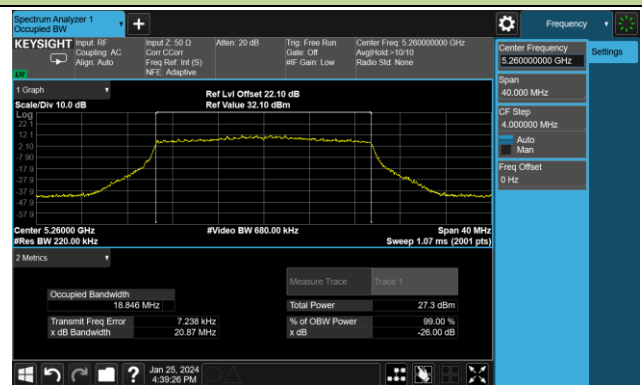 Spectrum Analyzer 1
Occupied BW
Frequency
KEYSIGHT
Input: RF
Coupling: AC
Align: Auto
Input Z: 50 Ω
Corr CCorr
Freq Ref: Int (S)
NFE: Adaptive
Atten: 20 dB
Trig: Free Run
Gate: Off
#IF Gain: Low
Center Freq: 5.260000000 GHz
Avg|Hold:>10/10
Radio Std: None
1 Graph
Scale/Div 10.0 dB
Ref Lvl Offset 22.10 dB
Ref Value 32.10 dBm
Log
22.1
12.1
2.10
-7.90
-17.9
-27.9
-37.9
-47.9
-57.9
Center 5.26000 GHz
#Res BW 220.00 kHz
#Video BW 680.00 kHz
Span 40 MHz
Sweep 1.07 ms (2001 pts)
2 Metrics
Measure Trace
Trace 1
Occupied Bandwidth
18.846 MHz
Total Power
27.3 dBm
Transmit Freq Error
7.238 kHz
% of OBW Power
99.00 %
x dB Bandwidth
20.87 MHz
x dB
-26.00 dB
Jan 25, 2024
4:39:26 PM
Center Frequency
5.260000000 GHz
Settings
Span
40.000 MHz
CF Step
4.000000 MHz
Auto
Man
Freq Offset
0 Hz